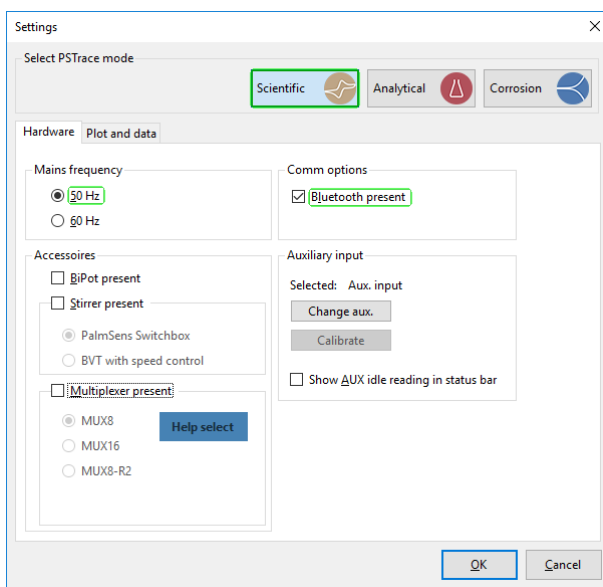 Settings
Select PSTrace mode
Scientific
Analytical
Corrosion
Hardware
Plot and data
Mains frequency
50 Hz
60 Hz
Comm options
Bluetooth present
Accessoires
BiPot present
Stirrer present
PalmSens Switchbox
BVT with speed control
Multiplexer present
MUX8
Help select
MUX16
MUX8-R2
Auxiliary input
Selected: Aux. input
Change aux.
Calibrate
Show AUX idle reading in status bar
OK
Cancel